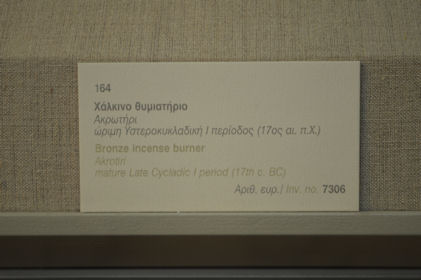 164
Χάλκινο θυμιατήριο
Ακρωτήρι
ώριμη Υστεροκυκλαδική Ι περίοδος (17ος αι. π.Χ.)
Bronze incense burner
Akrotiri
mature Late Cycladic I period (17th c. BC)
Αριθ. ευρ./ Inv. no. 7306